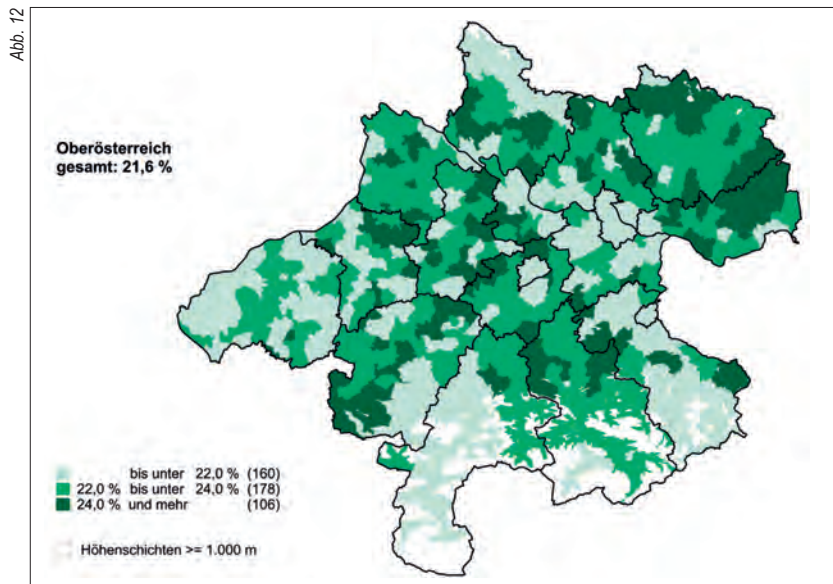 Abb. 12
Oberösterreich
gesamt: 21,6 %
bis unter 22,0 % (160)
22,0 % bis unter 24,0 % (178)
24,0 % und mehr (106)
Höhenschichten >= 1.000 m